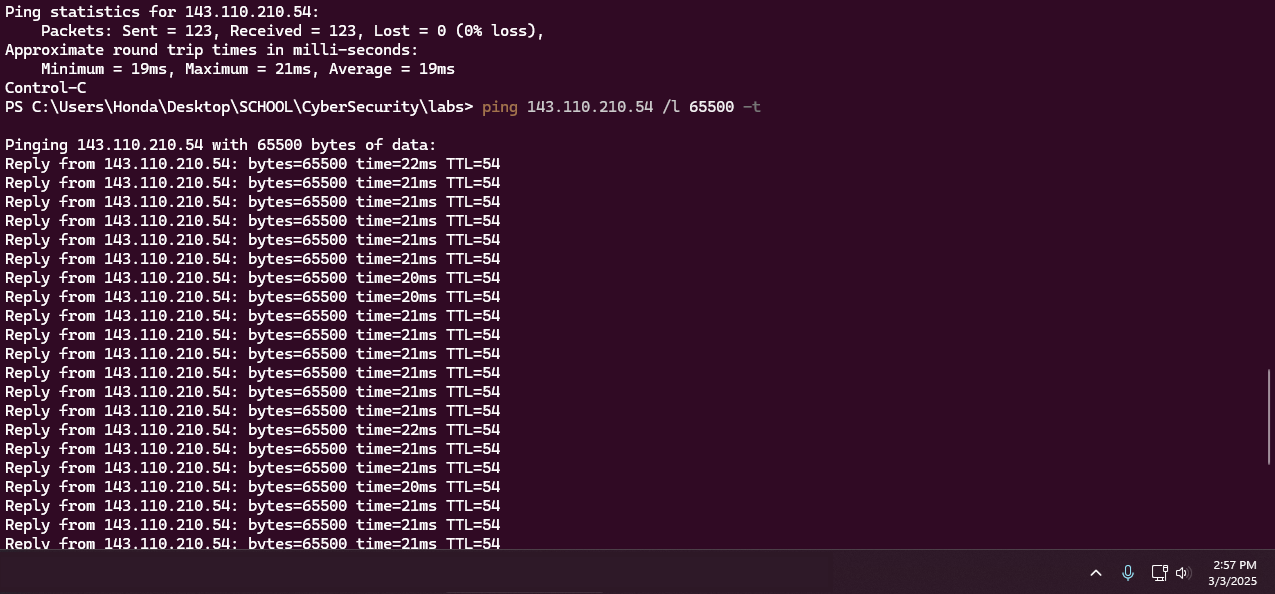 Ping statistics for 143.110.210.54:
    Packets: Sent = 123, Received = 123, Lost = 0 (0% loss),
Approximate round trip times in milli-seconds:
    Minimum = 19ms, Maximum = 21ms, Average = 19ms
Control-C
PS C:\Users\Honda\Desktop\SCHOOL\CyberSecurity\labs> ping 143.110.210.54 /l 65500 -t

Pinging 143.110.210.54 with 65500 bytes of data:
Reply from 143.110.210.54: bytes=65500 time=22ms TTL=54
Reply from 143.110.210.54: bytes=65500 time=21ms TTL=54
Reply from 143.110.210.54: bytes=65500 time=21ms TTL=54
Reply from 143.110.210.54: bytes=65500 time=21ms TTL=54
Reply from 143.110.210.54: bytes=65500 time=21ms TTL=54
Reply from 143.110.210.54: bytes=65500 time=21ms TTL=54
Reply from 143.110.210.54: bytes=65500 time=20ms TTL=54
Reply from 143.110.210.54: bytes=65500 time=20ms TTL=54
Reply from 143.110.210.54: bytes=65500 time=21ms TTL=54
Reply from 143.110.210.54: bytes=65500 time=21ms TTL=54
Reply from 143.110.210.54: bytes=65500 time=21ms TTL=54
Reply from 143.110.210.54: bytes=65500 time=21ms TTL=54
Reply from 143.110.210.54: bytes=65500 time=21ms TTL=54
Reply from 143.110.210.54: bytes=65500 time=21ms TTL=54
Reply from 143.110.210.54: bytes=65500 time=22ms TTL=54
Reply from 143.110.210.54: bytes=65500 time=21ms TTL=54
Reply from 143.110.210.54: bytes=65500 time=21ms TTL=54
Reply from 143.110.210.54: bytes=65500 time=20ms TTL=54
Reply from 143.110.210.54: bytes=65500 time=21ms TTL=54
Reply from 143.110.210.54: bytes=65500 time=21ms TTL=54
Reply from 143.110.210.54: bytes=65500 time=21ms TTL=54
2:57 PM
3/3/2025